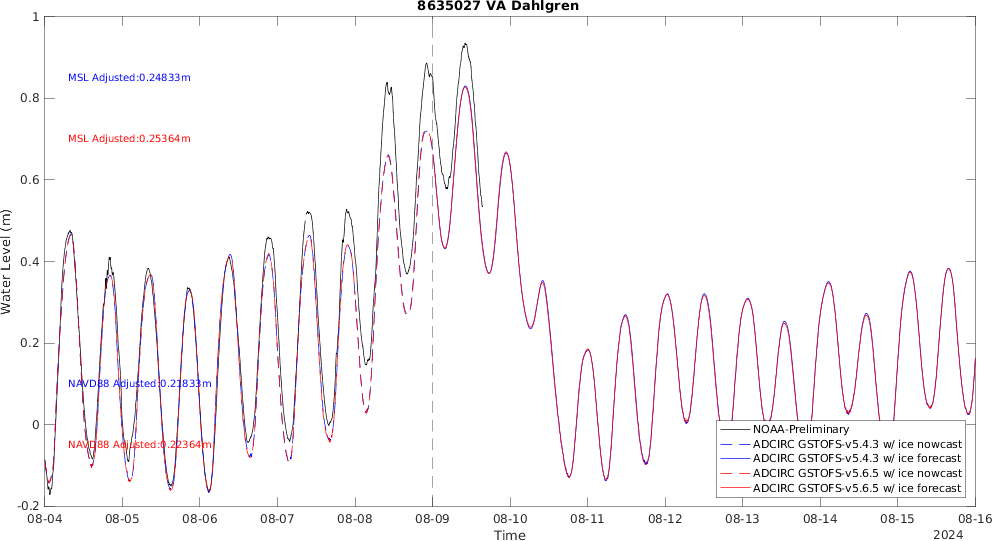 8635027 VA Dahlgren
Water Level (m)
1
0.8
0.6
0.4
0.2
0
-0.2
MSL Adjusted:0.24833m
MSL Adjusted:0.25364m
NAVD88 Adjusted:0.21833m
NAVD88 Adjusted:0.22364m
NOAA-Preliminary
ADCIRC GSTOFS-v5.4.3 w/ ice nowcast
ADCIRC GSTOFS-v5.4.3 w/ ice forecast
ADCIRC GSTOFS-v5.6.5 w/ ice nowcast
ADCIRC GSTOFS-v5.6.5 w/ ice forecast
08-04 08-05 08-06 08-07 08-08 08-09 08-10 08-11 08-12 08-13 08-14 08-15 08-16
Time
2024